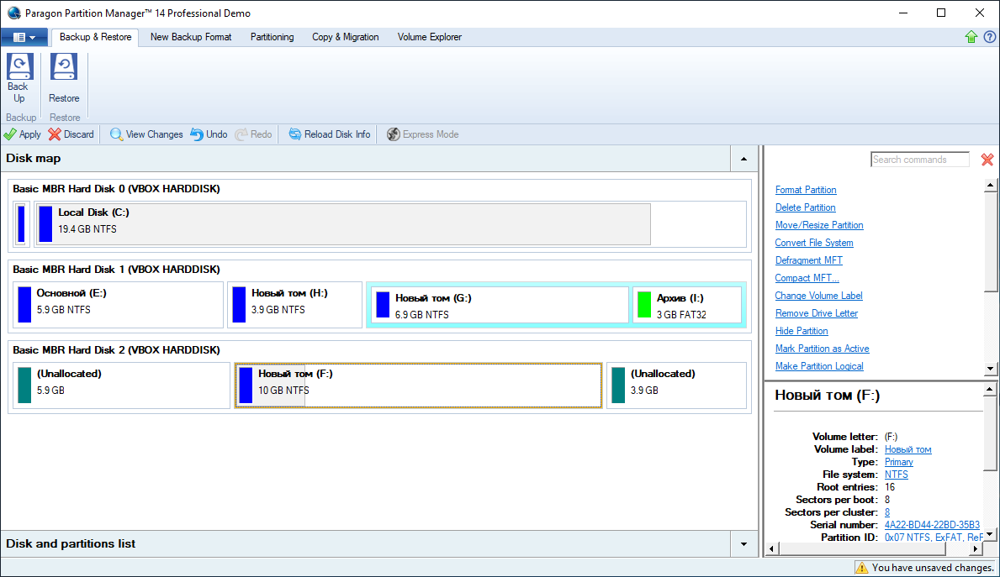 Paragon Partition Manager™ 14 Professional Demo
Backup & Restore
New Backup Format
Partitioning
Copy & Migration
Volume Explorer
Back
Up
Restore
Backup
Restore
Apply
Discard
View Changes
Undo
Redo
Reload Disk Info
Express Mode
Disk map
Basic MBR Hard Disk 0 (VBOX HARDDISK)
Local Disk (C:)
19.4 GB NTFS
Basic MBR Hard Disk 1 (VBOX HARDDISK)
Основной (E:)
5.9 GB NTFS
Новый том (H:)
3.9 GB NTFS
Новый том (G:)
6.9 GB NTFS
Архив (I:)
3 GB FAT32
Basic MBR Hard Disk 2 (VBOX HARDDISK)
(Unallocated)
5.9 GB
Новый том (F:)
10 GB NTFS
(Unallocated)
3.9 GB
Disk and partitions list
Search commands
Format Partition
Delete Partition
Move/Resize Partition
Convert File System
Defragment MFT
Compact MFT...
Change Volume Label
Remove Drive Letter
Hide Partition
Mark Partition as Active
Make Partition Logical
Новый том (F:)
Volume letter: (F:)
Volume label: Новый том
Type: Primary
File system: NTFS
Root entries: 16
Sectors per boot: 8
Sectors per cluster: 8
Serial number: 4A22-BD44-22BD-35B3
Partition ID: 0x07 NTFS, ExFAT, ReF
You have unsaved changes.